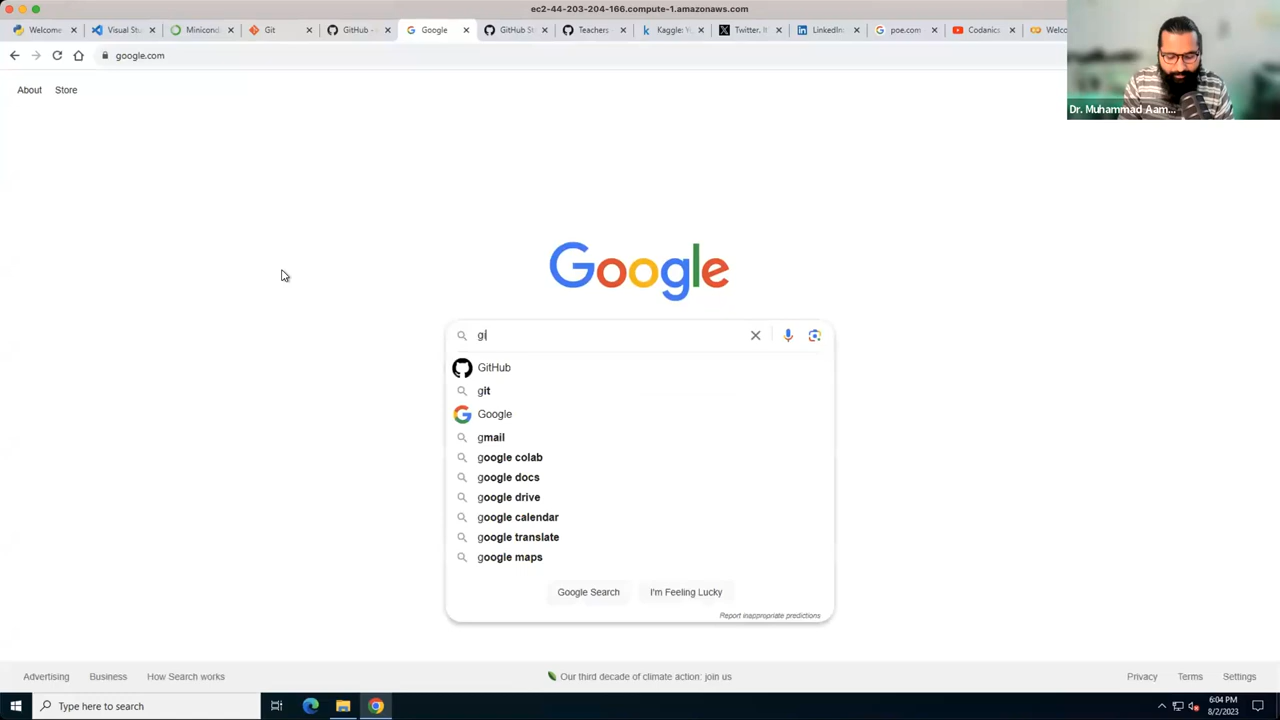 ec2-44-203-204-166.compute-1.amazonaws.com
Welcome
Visual Stu
Minicond
Git
GitHub -
Google
GitHub St
Teachers -
Kaggle: Y
Twitter. It
LinkedIn:
poe.com
Codanics
Welco
google.com
Dr. Muhammad Aam...
About
Store
Google
gi
GitHub
git
Google
gmail
google colab
google docs
google drive
google calendar
google translate
google maps
Google Search
I'm Feeling Lucky
Report inappropriate predictions
Advertising
Business
How Search works
Our third decade of climate action: join us
Privacy
Terms
Settings
Type here to search
6:04 PM
8/2/2023